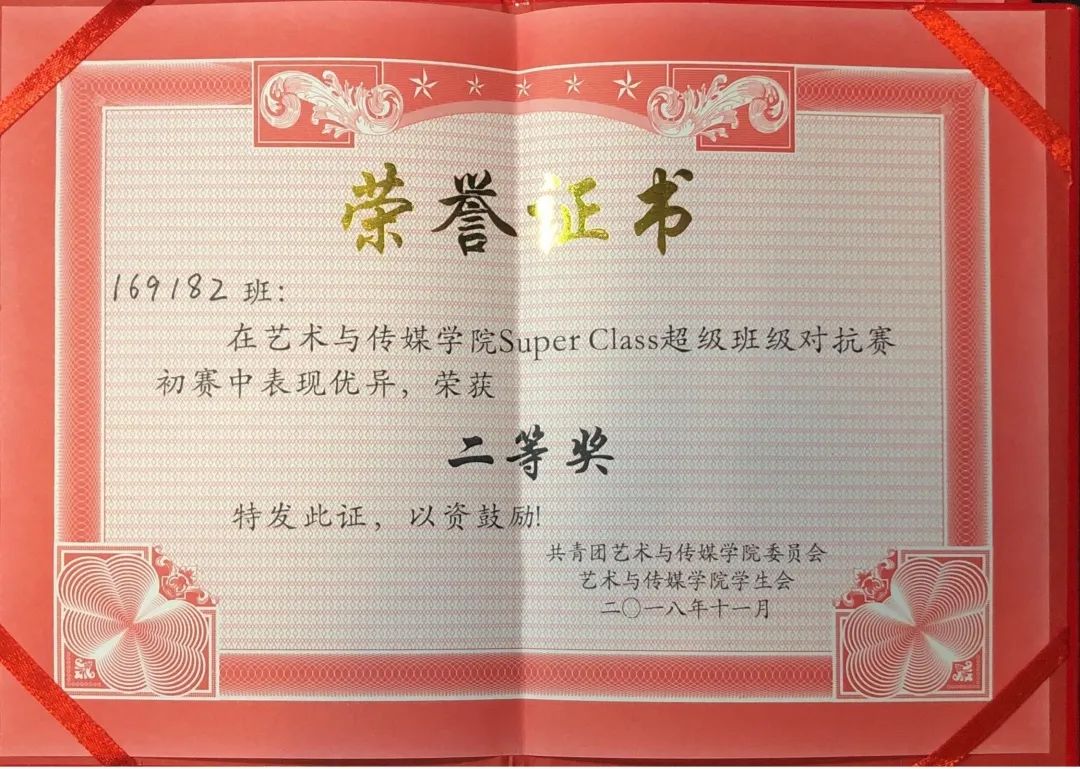 荣誉证书
169182 班：
在艺术与传媒学院Super Class超级班级对抗赛
初赛中表现优异，荣获
二等奖
特发此证，以资鼓励!
共青团艺术与传媒学院委员会
艺术与传媒学院学生会
二〇一八年十一月